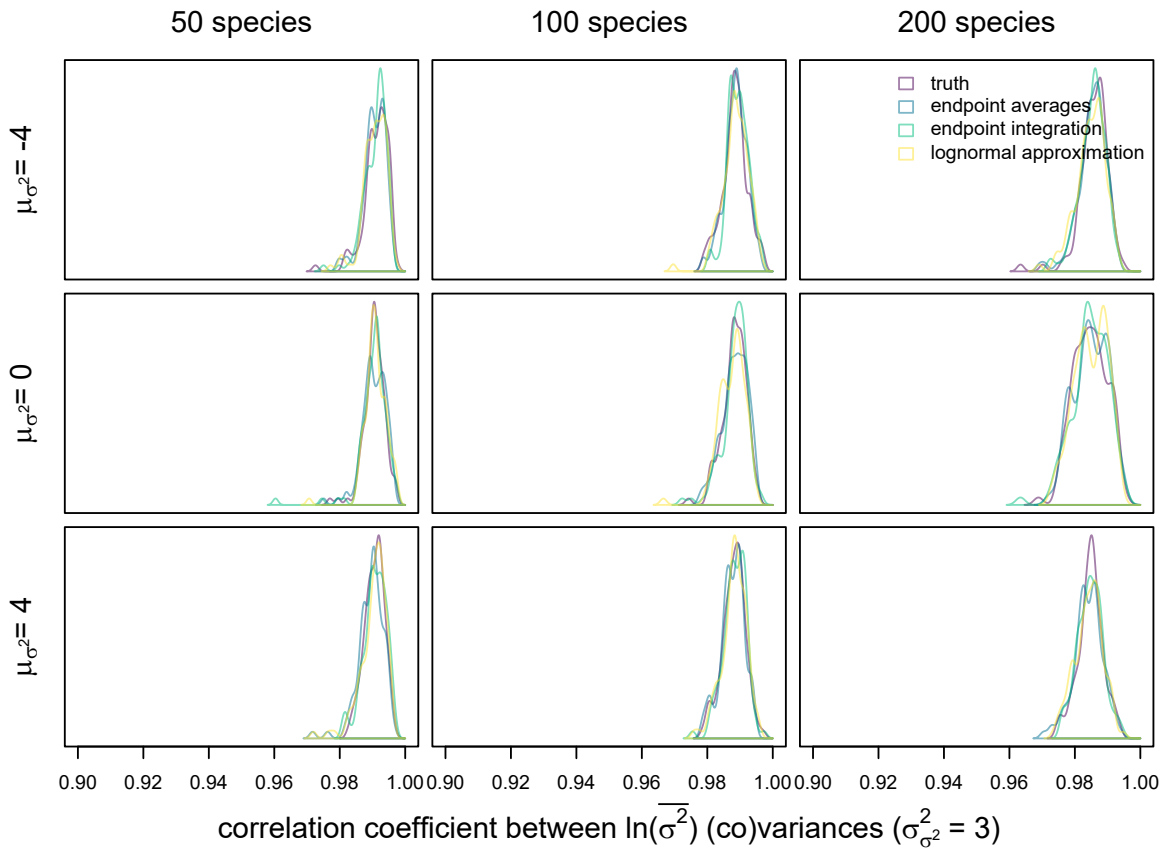 50 species 100 species 200 species
μσ²= -4
truth
endpoint averages
endpoint integration
lognormal approximation
μσ²= 0
μσ²= 4
0.90 0.92 0.94 0.96 0.98 1.00 0.90 0.92 0.94 0.96 0.98 1.00 0.90 0.92 0.94 0.96 0.98 1.00
correlation coefficient between ln(σ̅²) (co)variances (σ²σ² = 3)